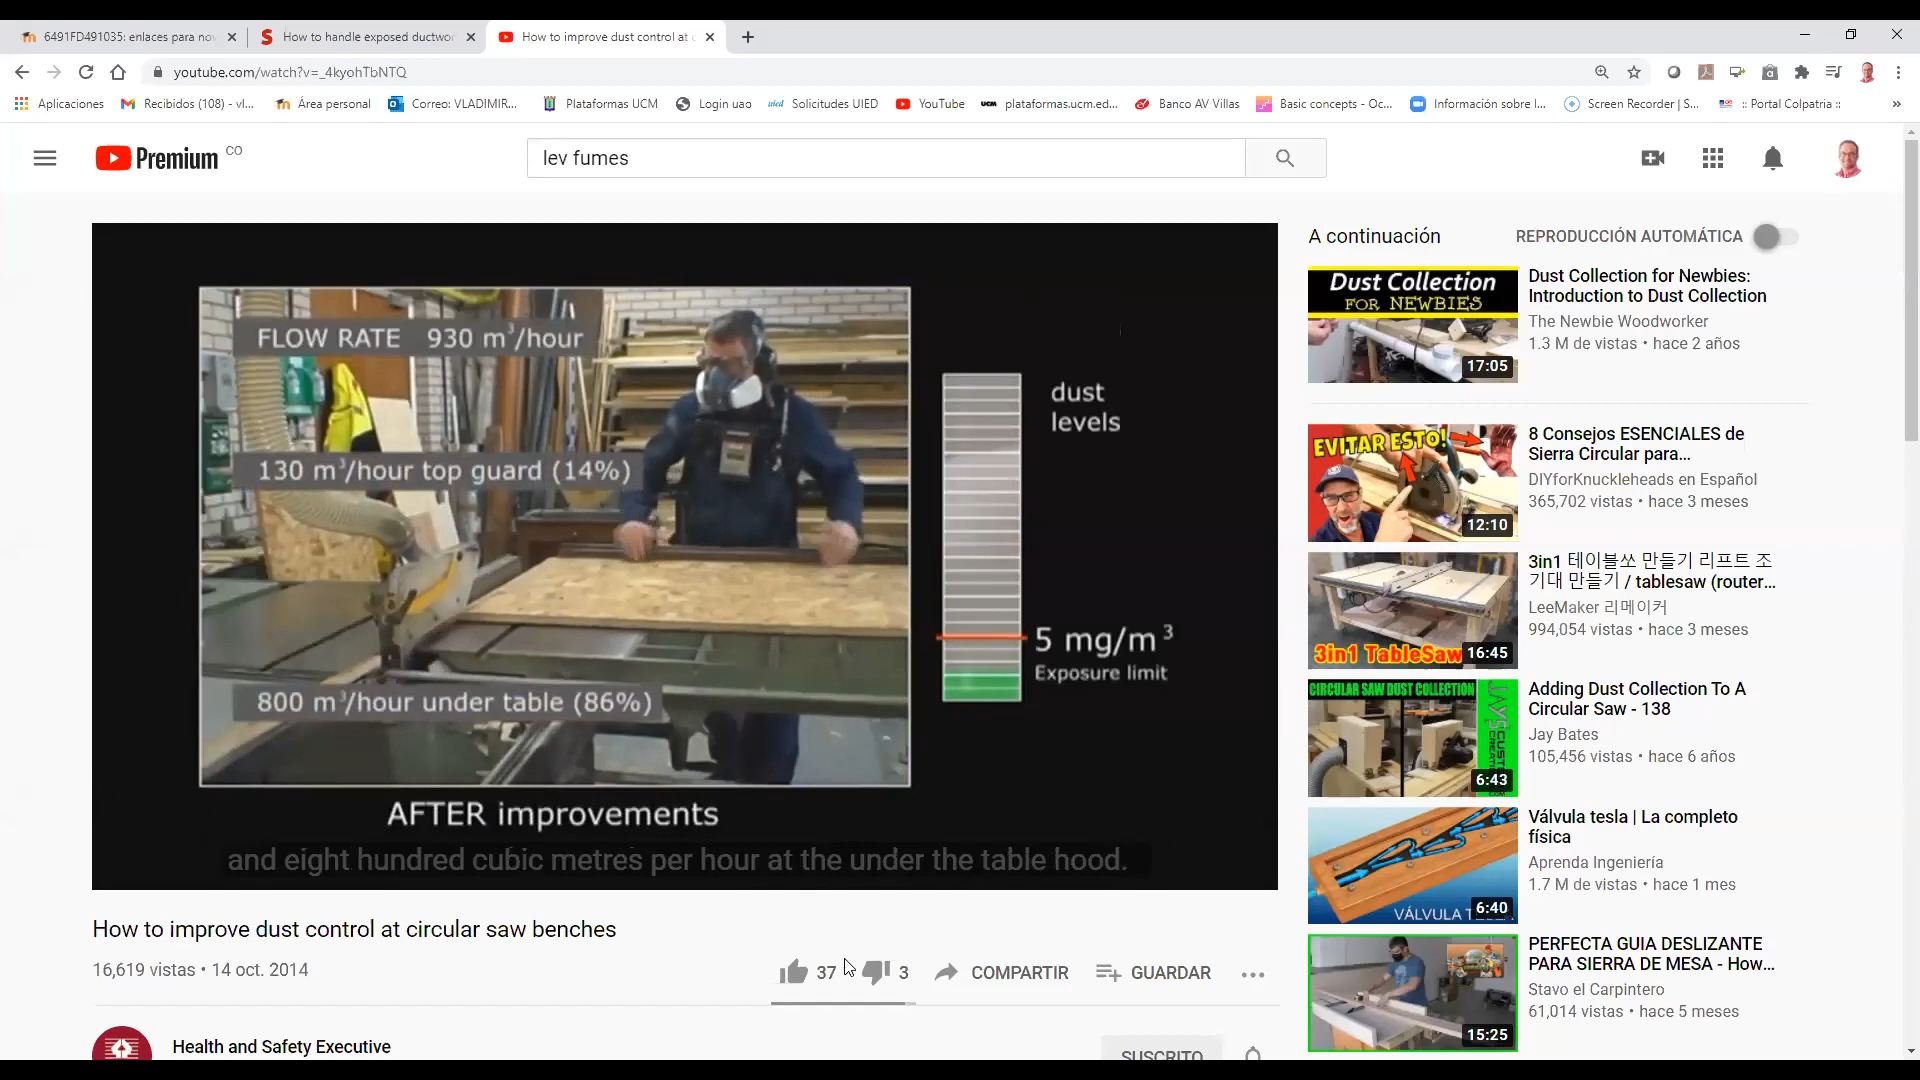 6491FD491035: enlaces para nov
How to handle exposed ductwor
How to improve dust control at c
youtube.com/watch?v=_4kyohTbNTQ
Aplicaciones
Recibidos (108) - vl...
Área personal
Correo: VLADIMIR...
Plataformas UCM
Login uao
Solicitudes UIED
YouTube
plataformas.ucm.ed...
Banco AV Villas
Basic concepts - Oc...
Información sobre l...
Screen Recorder | S...
:: Portal Colpatria ::
»
Premium CO
lev fumes
FLOW RATE 930 m³/hour
130 m³/hour top guard (14%)
800 m³/hour under table (86%)
dust
levels
5 mg/m³
Exposure limit
AFTER improvements
and eight hundred cubic metres per hour at the under the table hood.
How to improve dust control at circular saw benches
16,619 vistas • 14 oct. 2014
37
3
COMPARTIR
GUARDAR
Health and Safety Executive
SUSCRITO
A continuación
REPRODUCCIÓN AUTOMÁTICA
Dust Collection
FOR NEWBIES
17:05
Dust Collection for Newbies:
Introduction to Dust Collection
The Newbie Woodworker
1.3 M de vistas • hace 2 años
EVITAR ESTO!
12:10
8 Consejos ESENCIALES de
Sierra Circular para...
DIYforKnuckleheads en Español
365,702 vistas • hace 3 meses
3in1 TableSaw
16:45
3in1 테이블쏘 만들기 리프트 조
기대 만들기 / tablesaw (router...
LeeMaker 리메이커
994,054 vistas • hace 3 meses
CIRCULAR SAW DUST COLLECTION
JAYS
6:43
Adding Dust Collection To A
Circular Saw - 138
Jay Bates
105,456 vistas • hace 6 años
6:40
Válvula tesla | La completo
física
Aprenda Ingeniería
1.7 M de vistas • hace 1 mes
15:25
PERFECTA GUIA DESLIZANTE
PARA SIERRA DE MESA - How...
Stavo el Carpintero
61,014 vistas • hace 5 meses